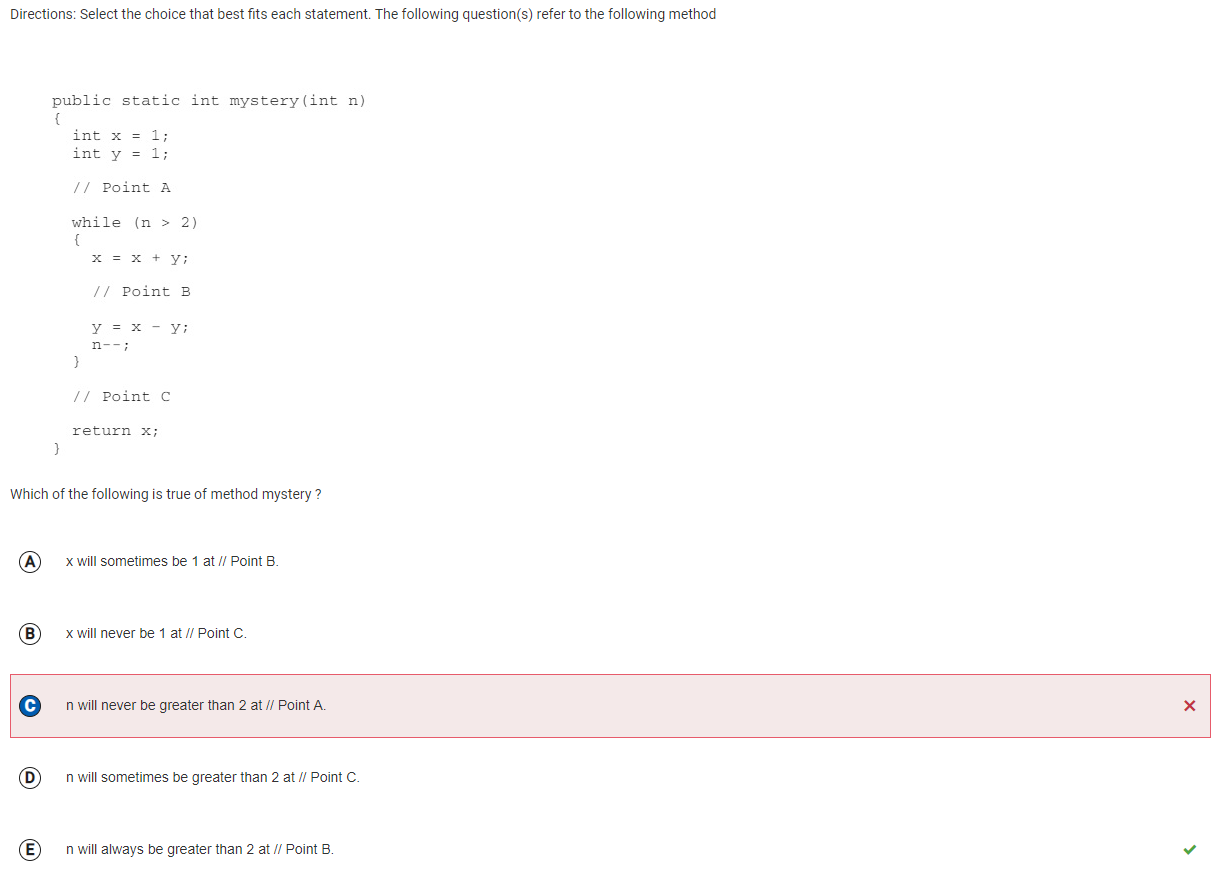 Directions: Select the choice that best fits each statement. The following question(s) refer to the following method
public static int mystery(int n)
{
int x = 1;
int y = 1;
// Point A
while (n > 2)
{
x = x + y;
// Point B
y = x - y;
n--;
}
// Point C
return x;
}
Which of the following is true of method mystery ?
A x will sometimes be 1 at // Point B.
B x will never be 1 at // Point C.
C n will never be greater than 2 at // Point A.
D n will sometimes be greater than 2 at // Point C.
E n will always be greater than 2 at // Point B.